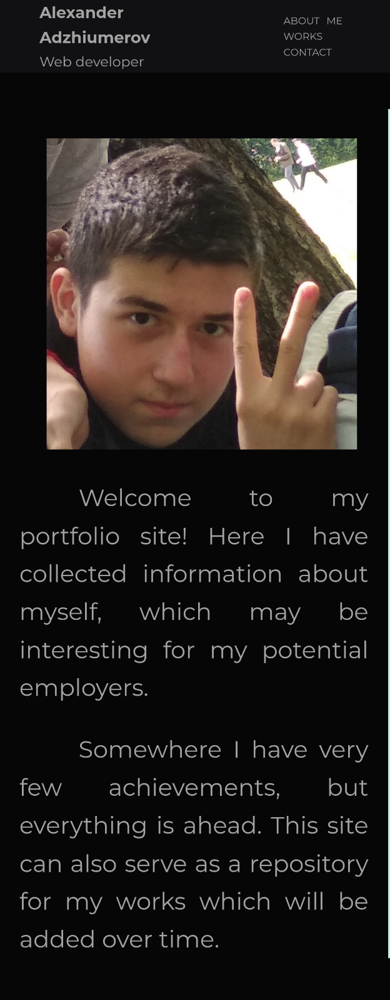 Alexander
Adzhiumerov
Web developer
ABOUT ME
WORKS
CONTACT
Welcome to my
portfolio site! Here I have
collected information about
myself, which may be
interesting for my potential
employers.
Somewhere I have very
few achievements, but
everything is ahead. This site
can also serve as a repository
for my works which will be
added over time.